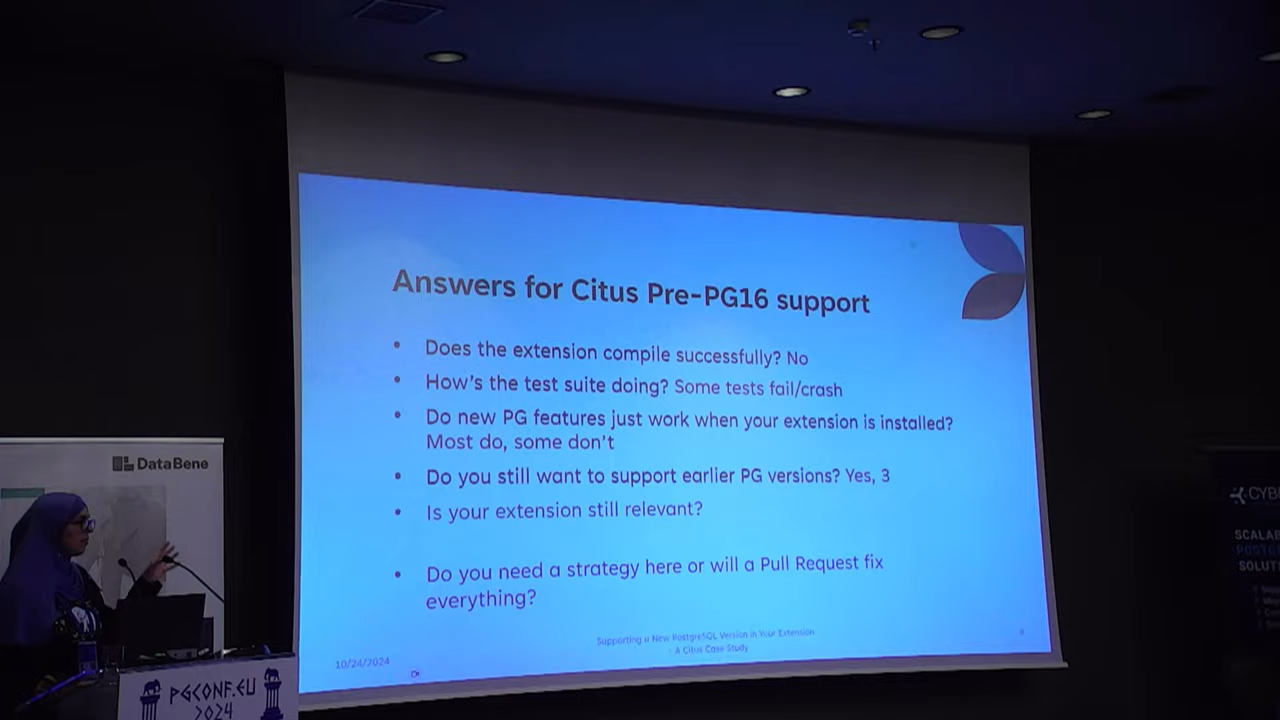 Answers for Citus Pre-PG16 support
• Does the extension compile successfully? No
• How's the test suite doing? Some tests fail/crash
• Do new PG features just work when your extension is installed?
Most do, some don't
• Do you still want to support earlier PG versions? Yes, 3
• Is your extension still relevant?
• Do you need a strategy here or will a Pull Request fix
everything?
Supporting a New PostgreSQL Version in Your Extension
- A Citus Case Study
10/24/2024
DataBene
PGCONF.EU
2024
CYBE
SCALAB
POSTG
SOLUT